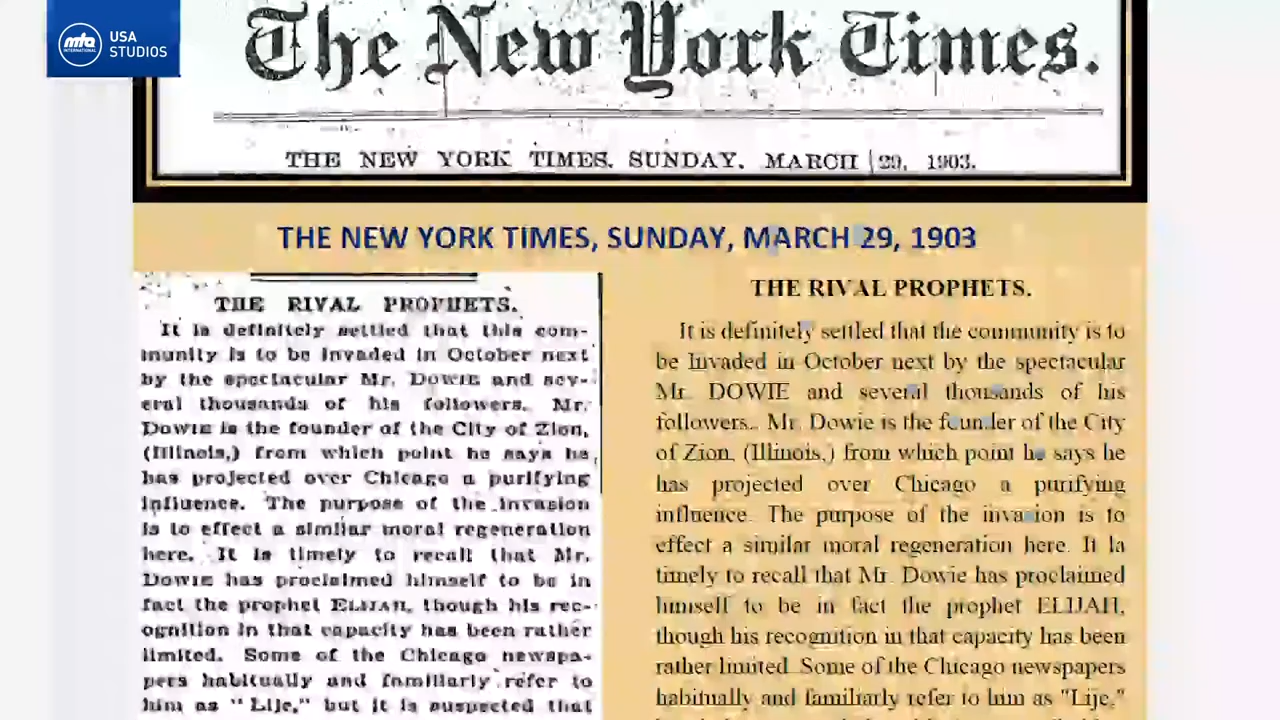 mta
INTERNATIONAL
USA
STUDIOS
The New York Times.
THE NEW YORK TIMES. SUNDAY. MARCH 29, 1903.
THE NEW YORK TIMES, SUNDAY, MARCH 29, 1903
THE RIVAL PROPHETS.
It is definitely settled that this com-
munity is to be invaded in October next
by the spectacular Mr. DOWIE and sev-
eral thousands of his followers. Mr.
DOWIE is the founder of the City of Zion,
(Illinois,) from which point he says he
has projected over Chicago a purifying
influence. The purpose of the invasion
is to effect a similar moral regeneration
here. It is timely to recall that Mr.
DOWIE has proclaimed himself to be in
fact the prophet ELIJAH, though his rec-
ognition in that capacity has been rather
limited. Some of the Chicago newspa-
pers habitually and familiarly refer to
him as "Lije," but it is suspected that
THE RIVAL PROPHETS.
It is definitely settled that the community is to
be Invaded in October next by the spectacular
Mr. DOWIE and several thousands of his
followers.. Mr. Dowie is the founder of the City
of Zion, (Illinois,) from which point he says he
has projected over Chicago a purifying
influence. The purpose of the invasion is to
effect a similar moral regeneration here. It la
timely to recall that Mr. Dowie has proclaimed
himself to be in fact the prophet ELIJAH,
though his recognition in that capacity has been
rather limited. Some of the Chicago newspapers
habitually and familiarly refer to him as "Lije,"